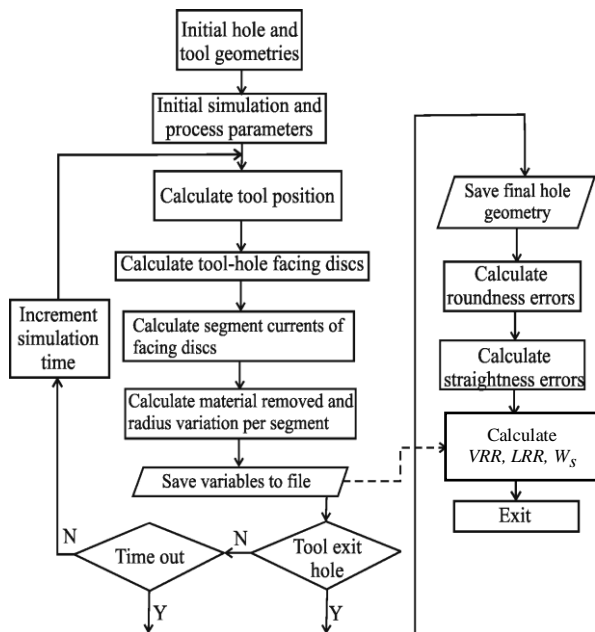 Initial hole and
tool geometries
Initial simulation and
process parameters
Calculate tool position
Calculate tool-hole facing discs
Calculate segment currents of
facing discs
Calculate material removed and
radius variation per segment
Save variables to file
Tool exit
hole
N
Time out
N
Y
Y
Increment
simulation
time
Save final hole
geometry
Calculate
roundness errors
Calculate
straightness errors
Calculate
VRR, LRR, Ws
Exit